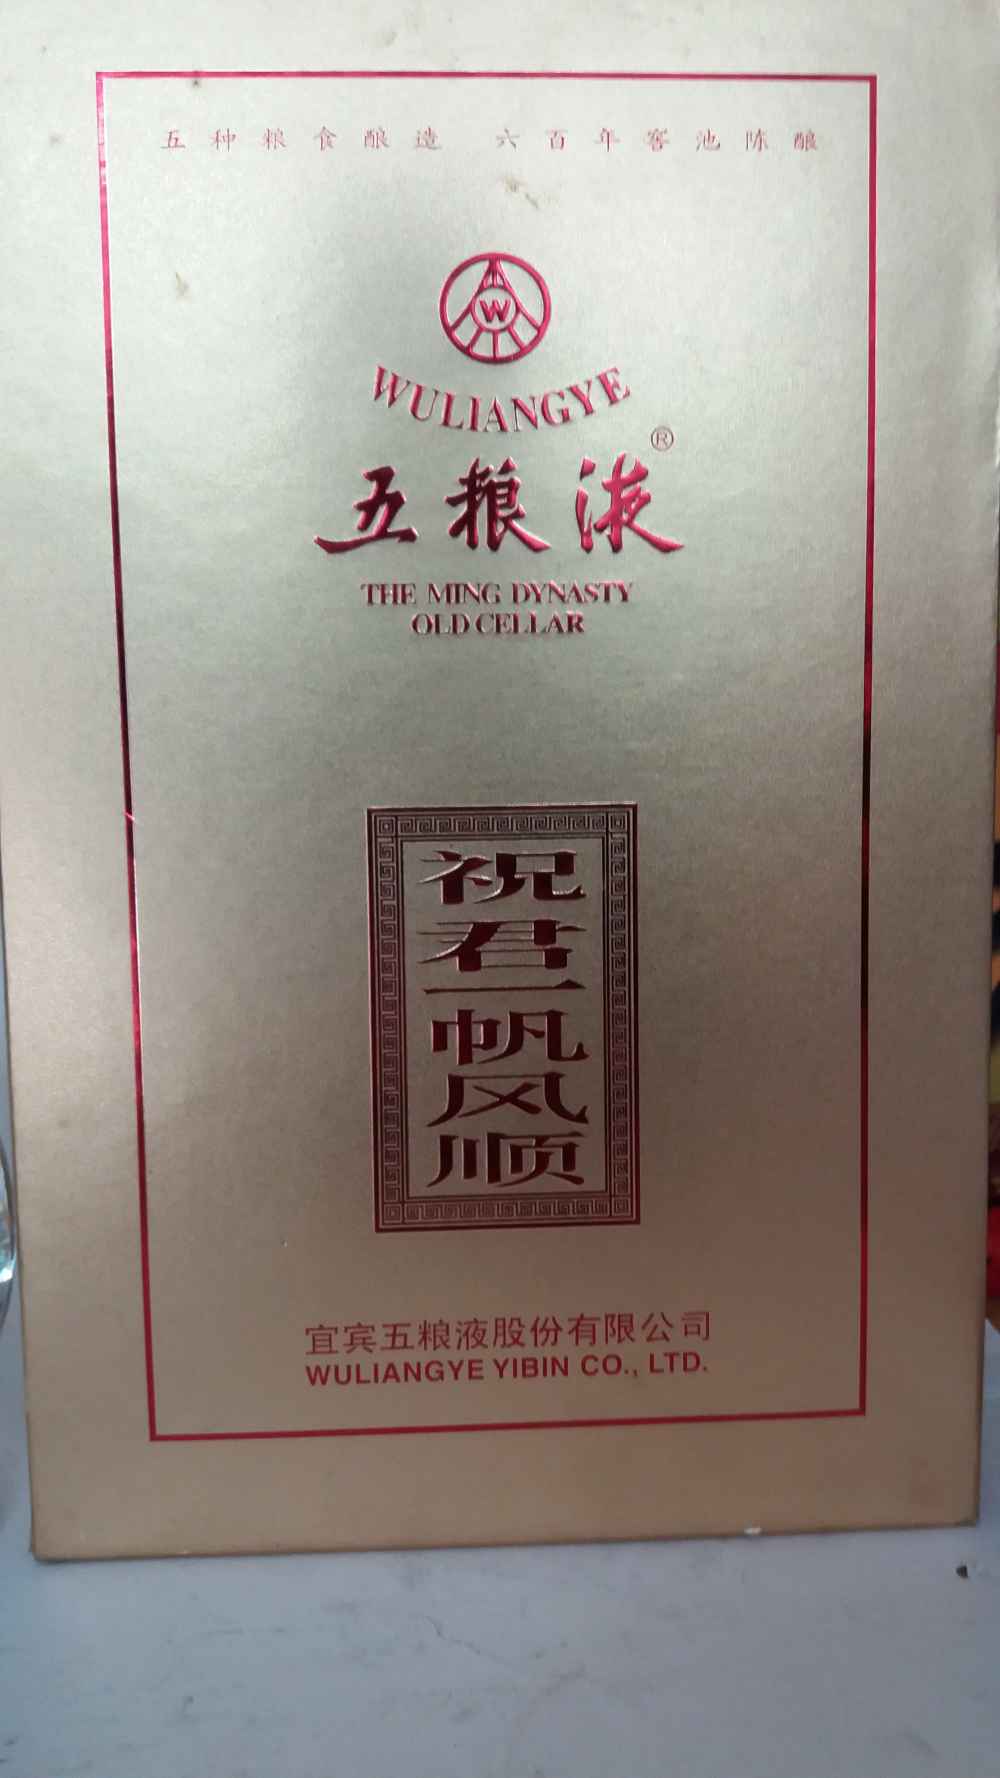 五种粮食酿造 六百年窖池陈酿
W
WULIANGYE
®
五粮液
THE MING DYNASTY
OLD CELLAR
祝君一帆风顺
宜宾五粮液股份有限公司
WULIANGYE YIBIN CO., LTD.